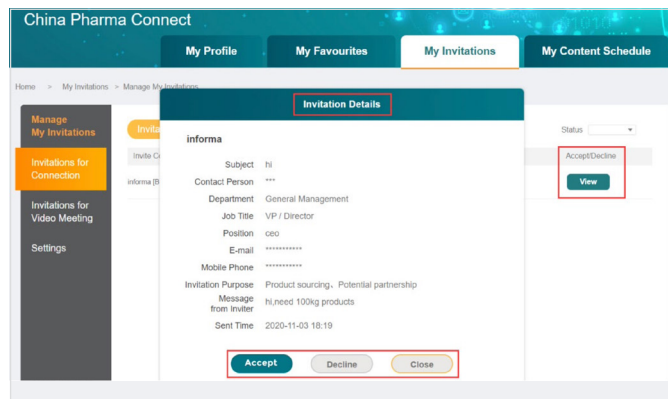 China Pharma Connect
My Profile
My Favourites
My Invitations
My Content Schedule
Home > My Invitations > Manage My Invitations
Invitation Details
Manage
My Invitations
Invitations for
Connection
Invitations for
Video Meeting
Settings
Status
Accept/Decline
informa
View
informa
Subject hi
Contact Person ***
Department General Management
Job Title VP / Director
Position ceo
E-mail ***********
Mobile Phone ***********
Invitation Purpose Product sourcing、Potential partnership
Message
from Inviter hi,need 100kg products
Sent Time 2020-11-03 18:19
Accept
Decline
Close